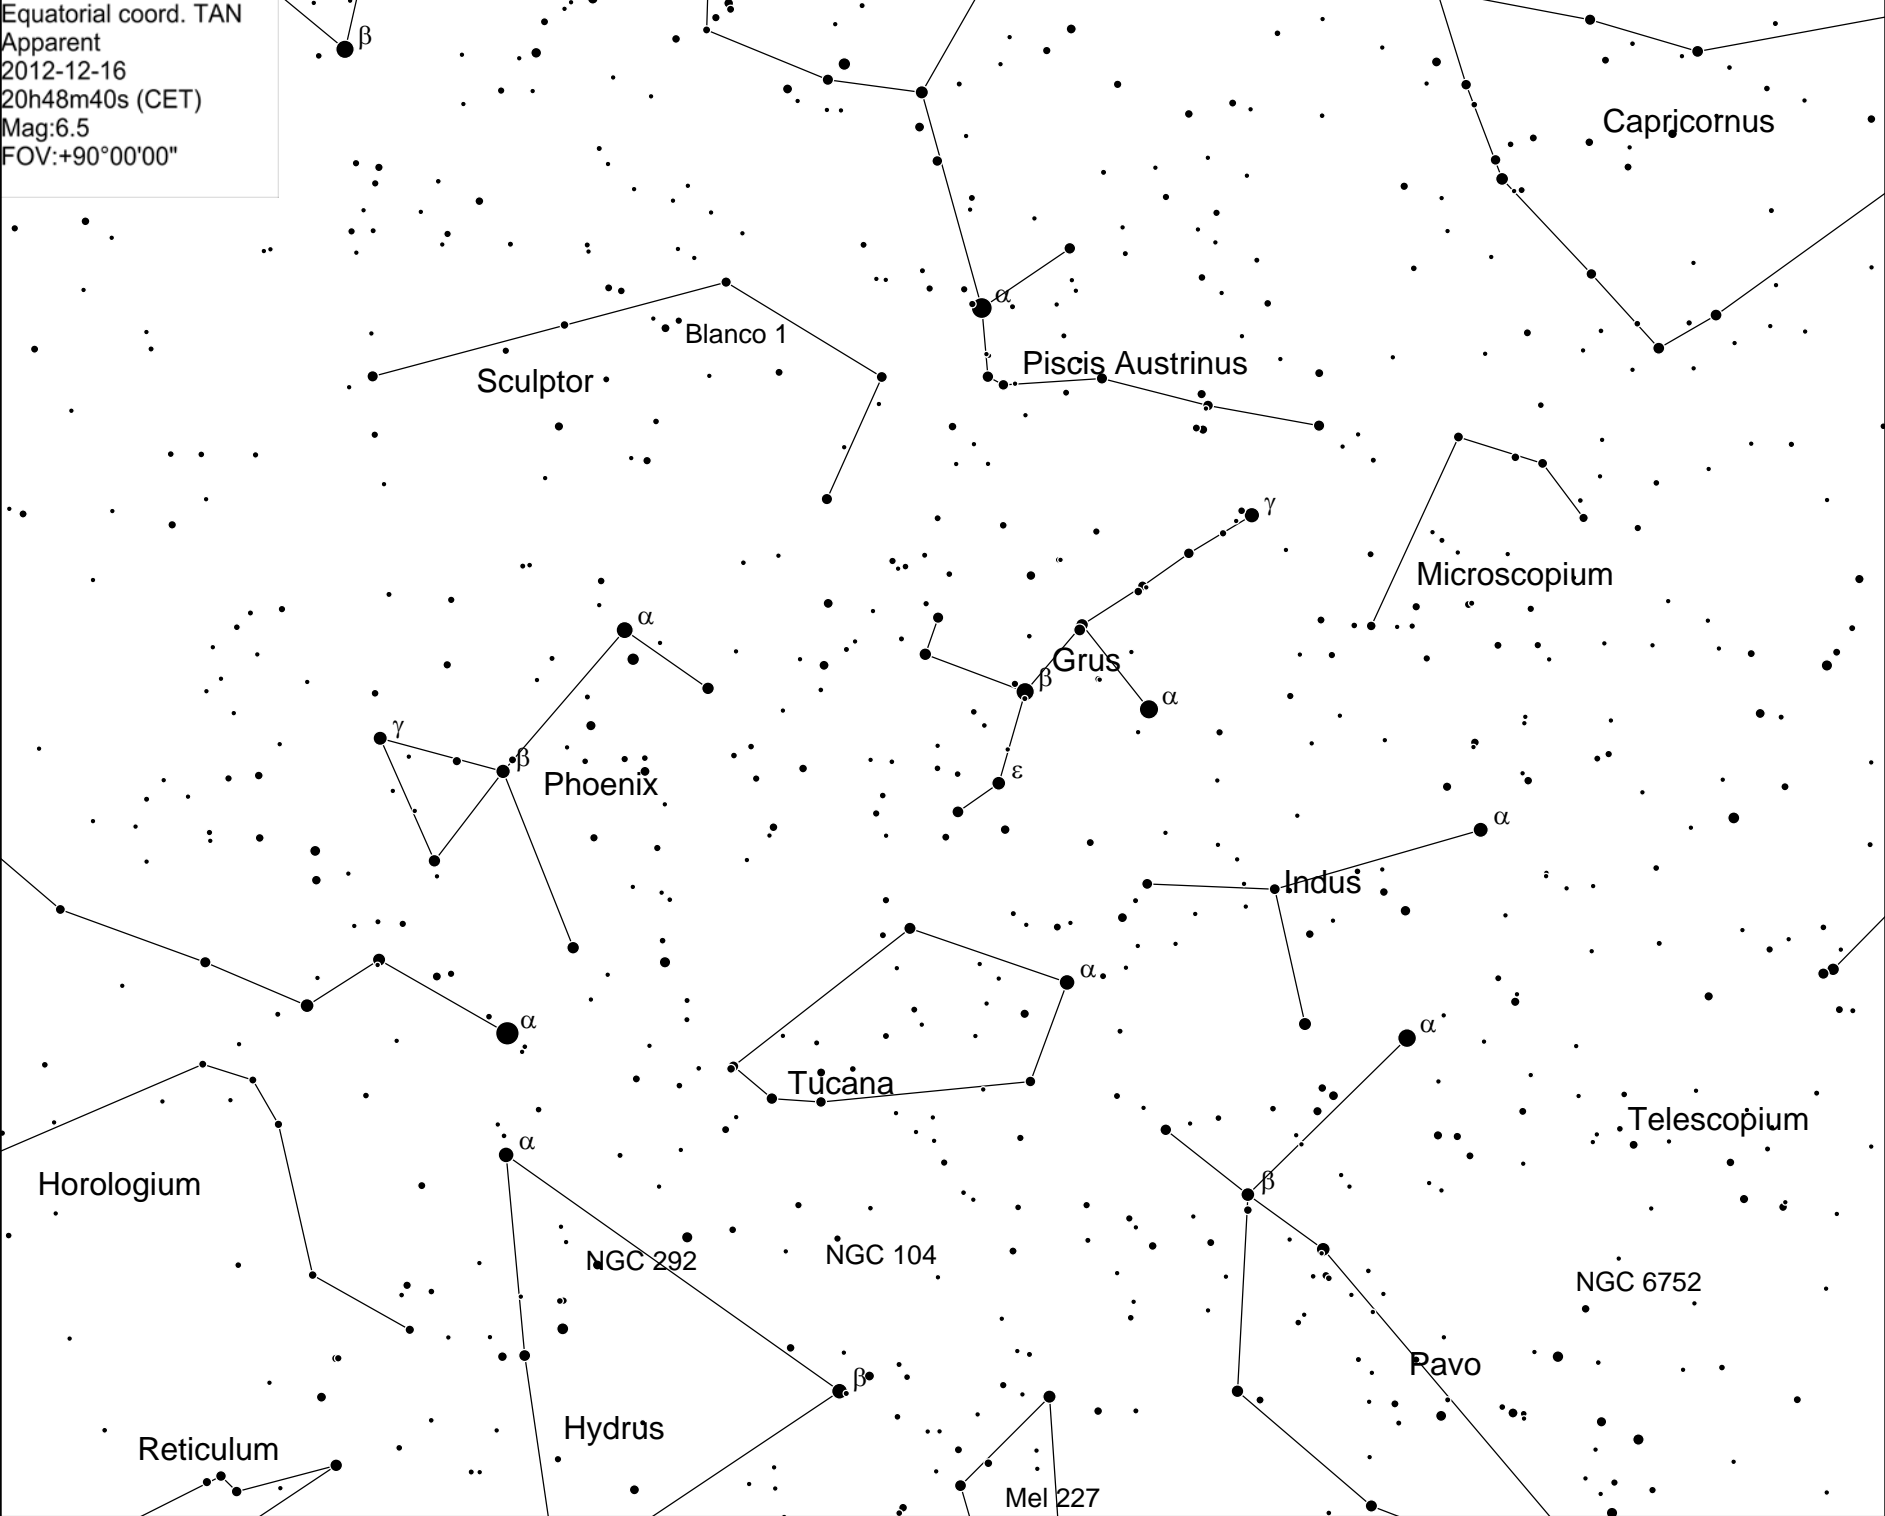 Equatorial coord. TAN
Apparent
2012-12-16
20h48m40s (CET)
Mag:6.5
FOV:+90°00'00"
β
Capricornus
α
Blanco 1
Piscis Austrinus
Sculptor
γ
Microscopium
α
Grus
β
α
γ
β
Phoenix
ε
α
Indus
α
α
α
Tucana
Telescopium
α
Horologium
β
NGC 292
NGC 104
NGC 6752
Pavo
β
Hydrus
Reticulum
Mel 227